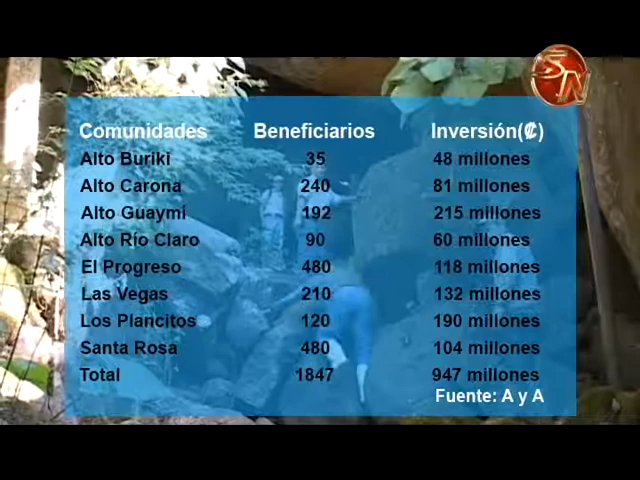 SN
Comunidades Beneficiarios Inversión(₡)
Alto Buriki 35 48 millones
Alto Carona 240 81 millones
Alto Guaymí 192 215 millones
Alto Río Claro 90 60 millones
El Progreso 480 118 millones
Las Vegas 210 132 millones
Los Plancitos 120 190 millones
Santa Rosa 480 104 millones
Total 1847 947 millones
Fuente: A y A